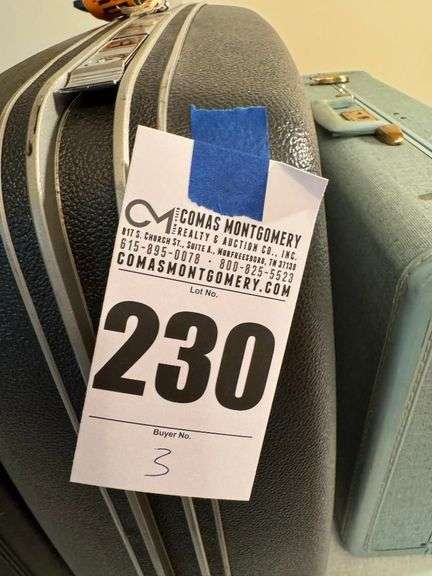 CM
COMAS MONTGOMERY
REALTY & AUCTION CO., INC.
817 S. CHURCH ST., SUITE A, MURFREESBORO, TN 37130
615-895-0078 • 800-825-5523
COMASMONTGOMERY.COM
Lot No.
230
Buyer No.
3